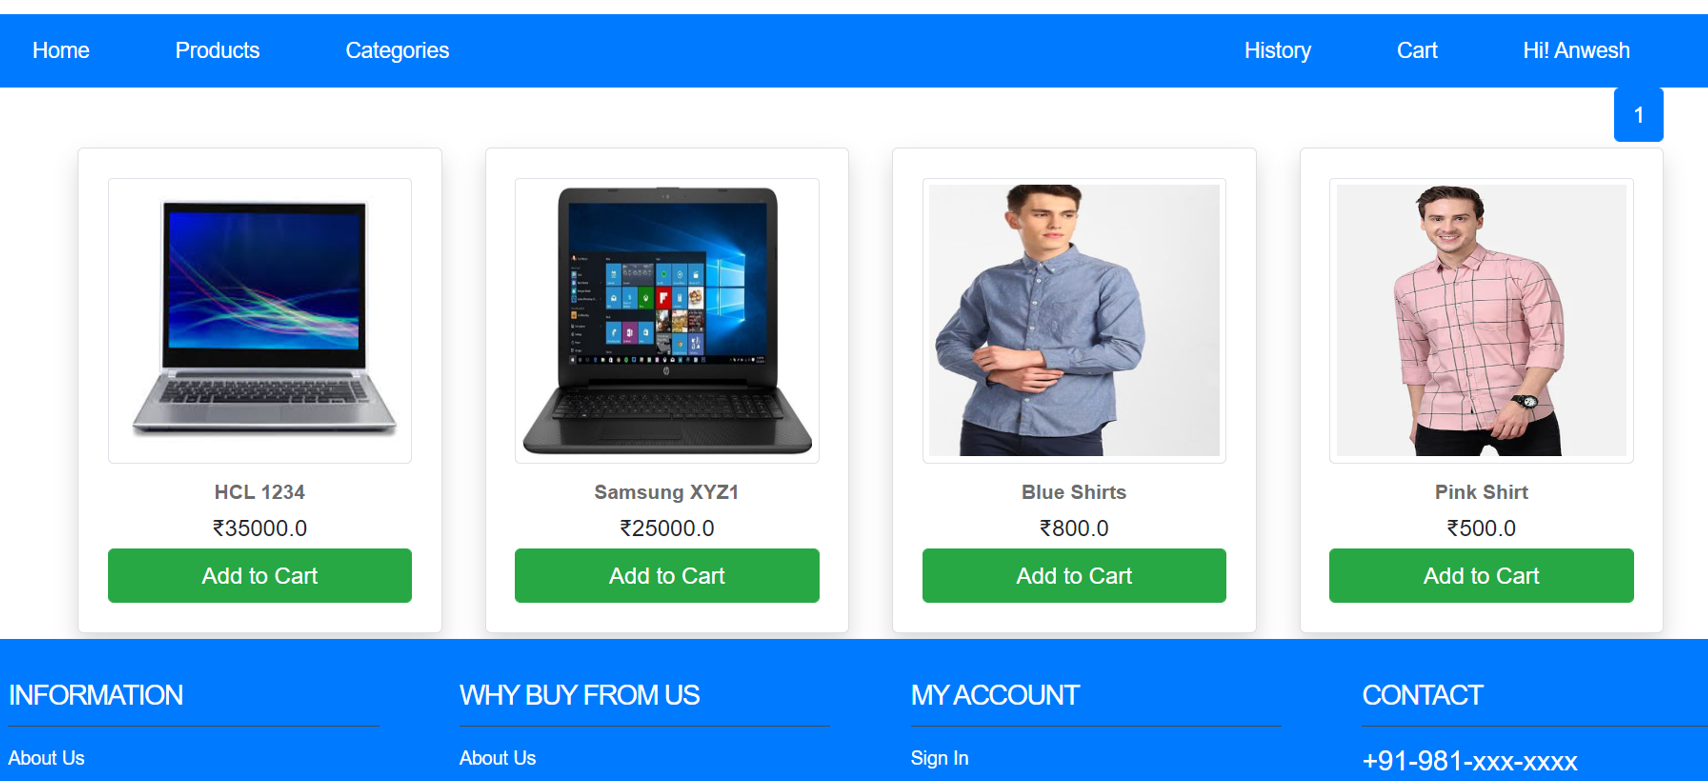 Home Products Categories History Cart Hi! Anwesh
1
HCL 1234
₹35000.0
Add to Cart
Samsung XYZ1
₹25000.0
Add to Cart
Blue Shirts
₹800.0
Add to Cart
Pink Shirt
₹500.0
Add to Cart
INFORMATION
About Us
WHY BUY FROM US
About Us
MY ACCOUNT
Sign In
CONTACT
+91-981-xxx-xxxx